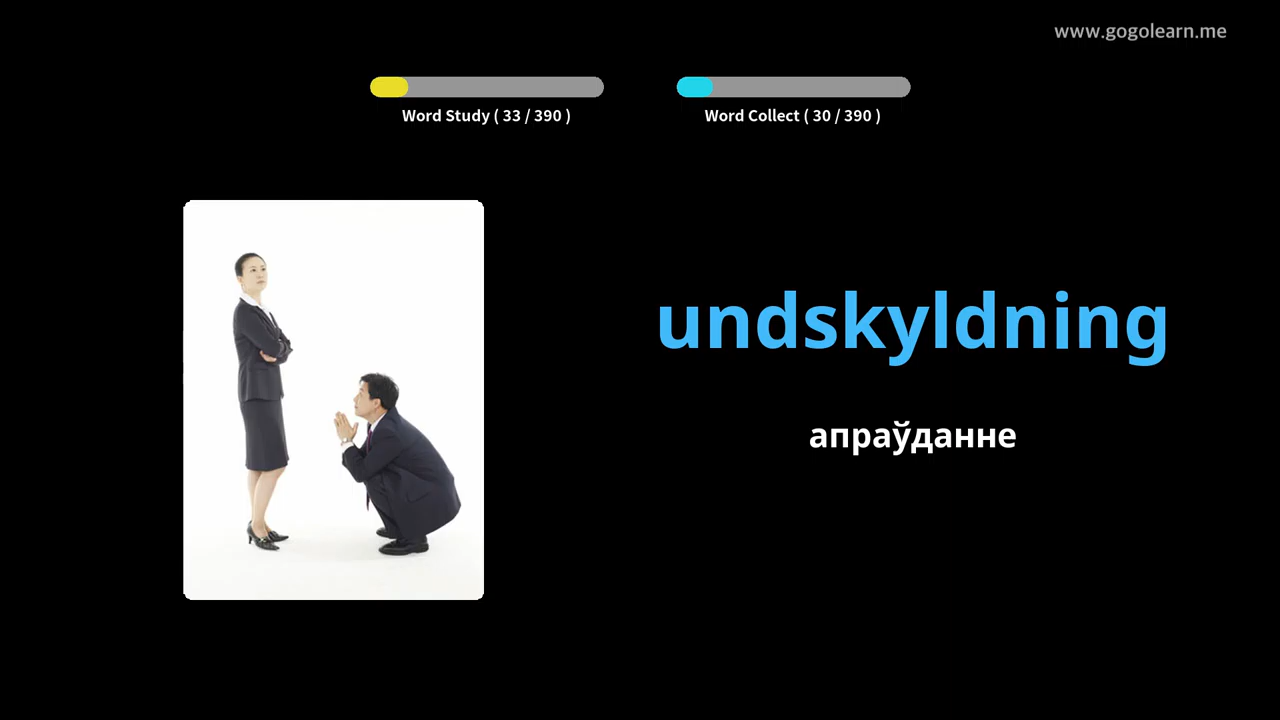 www.gogolearn.me
Word Study ( 33 / 390 )
Word Collect ( 30 / 390 )
undskyldning
апраўданне